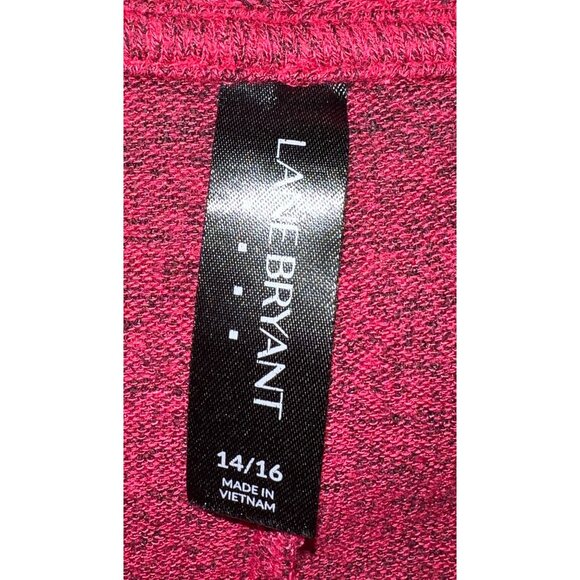 LANE BRYANT
14/16
MADE IN
VIETNAM